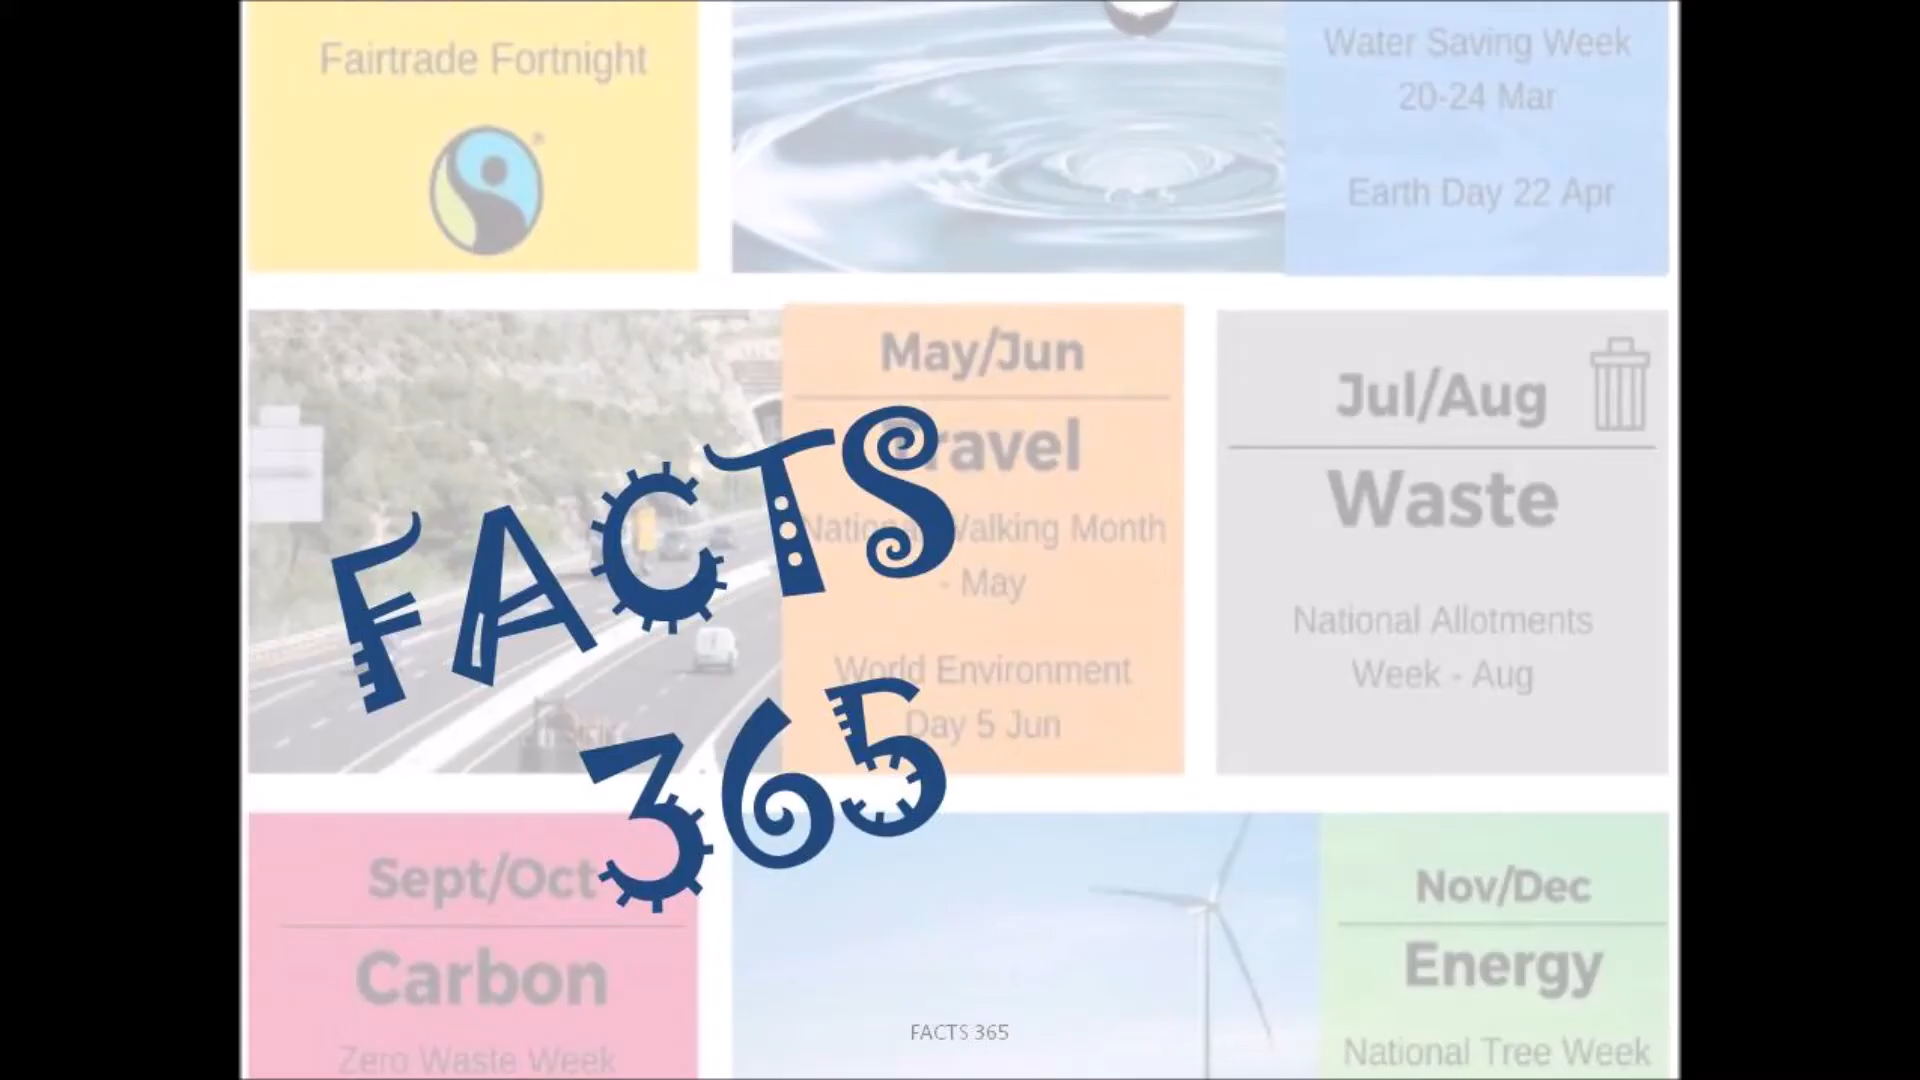 Fairtrade Fortnight
®
Water Saving Week
20-24 Mar
Earth Day 22 Apr
May/Jun
Travel
National Walking Month
- May
World Environment
Day 5 Jun
Jul/Aug
Waste
National Allotments
Week - Aug
FACTS
365
Sept/Oct
Carbon
Zero Waste Week
Nov/Dec
Energy
National Tree Week
FACTS 365